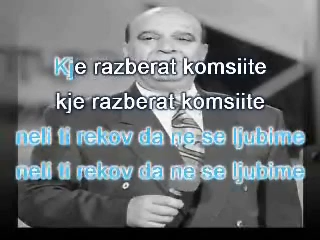 Kje razberat komsiite
kje razberat komsiite
neli ti rekov da ne se ljubime
neli ti rekov da ne se ljubime